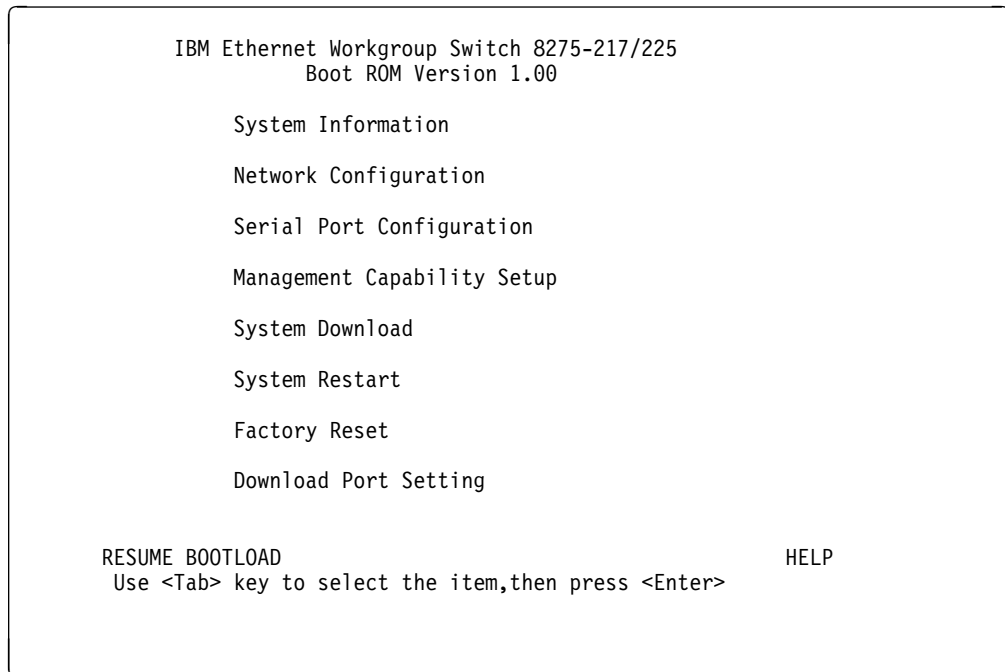 IBM Ethernet Workgroup Switch 8275-217/225
Boot ROM Version 1.00
System Information
Network Configuration
Serial Port Configuration
Management Capability Setup
System Download
System Restart
Factory Reset
Download Port Setting
RESUME BOOTLOAD HELP
Use <Tab> key to select the item,then press <Enter>